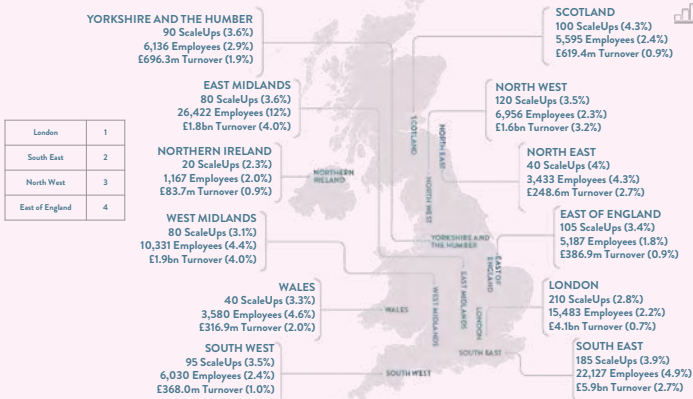 YORKSHIRE AND THE HUMBER
90 ScaleUps (3.6%)
6,136 Employees (2.9%)
£696.3m Turnover (1.9%)
SCOTLAND
100 ScaleUps (4.3%)
5,595 Employees (2.4%)
£619.4m Turnover (0.9%)
EAST MIDLANDS
80 ScaleUps (3.6%)
26,422 Employees (12%)
£1.8bn Turnover (4.0%)
NORTH WEST
120 ScaleUps (3.5%)
6,956 Employees (2.3%)
£1.6bn Turnover (3.2%)
London 1
South East 2
North West 3
East of England 4
NORTHERN IRELAND
20 ScaleUps (2.3%)
1,167 Employees (2.0%)
£83.7m Turnover (0.9%)
NORTH EAST
40 ScaleUps (4%)
3,433 Employees (4.3%)
£248.6m Turnover (2.7%)
WEST MIDLANDS
80 ScaleUps (3.1%)
10,331 Employees (4.4%)
£1.9bn Turnover (4.0%)
EAST OF ENGLAND
105 ScaleUps (3.4%)
5,187 Employees (1.8%)
£386.9m Turnover (0.9%)
WALES
40 ScaleUps (3.3%)
3,580 Employees (4.6%)
£316.9m Turnover (2.0%)
LONDON
210 ScaleUps (2.8%)
15,483 Employees (2.2%)
£4.1bn Turnover (0.7%)
SOUTH WEST
95 ScaleUps (3.5%)
6,030 Employees (2.4%)
£368.0m Turnover (1.0%)
SOUTH EAST
185 ScaleUps (3.9%)
22,127 Employees (4.9%)
£5.9bn Turnover (2.7%)
SCOTLAND
NORTH EAST
NORTHERN
IRELAND
NORTH WEST
YORKSHIRE AND
THE HUMBER
EAST OF
ENGLAND
EAST MIDLANDS
WEST MIDLANDS
WALES
LONDON
SOUTH EAST
SOUTH WEST